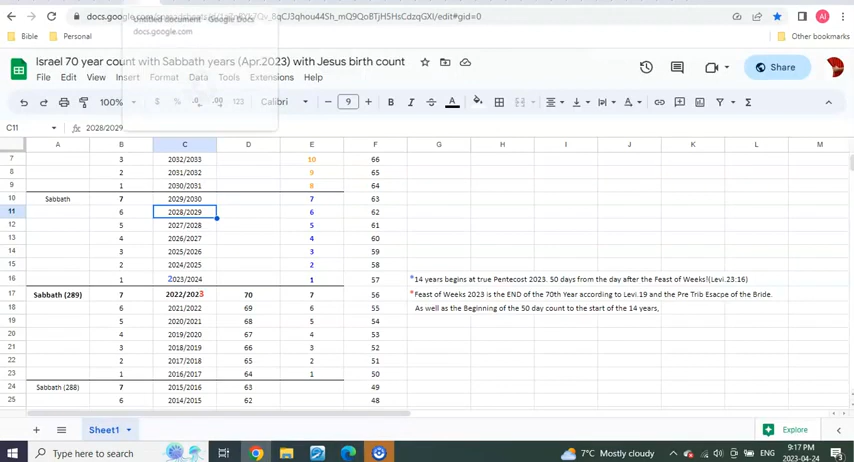 docs.google.com
_8qCJ3qhou44Sh_mQ9QoBTjHSHsCdzqGXI/edit#gid=0
Untitled document - Google Docs
docs.google.com
Bible Personal Other bookmarks
Israel 70 year count with Sabbath years (Apr.2023) with Jesus birth count
Share
File Edit View Insert Format Data Tools Extensions Help
100% $ % .0 .00 123 Calibri 9 B I A
C11 fx 2028/2029
A B C D E F G H I J K L M
7 3 2032/2033 10 66
8 2 2031/2032 9 65
9 1 2030/2031 8 64
10 Sabbath 7 2029/2030 7 63
11 6 2028/2029 6 62
12 5 2027/2028 5 61
13 4 2026/2027 4 60
14 3 2025/2026 3 59
15 2 2024/2025 2 58
16 1 2023/2024 1 57 *14 years begins at true Pentecost 2023. 50 days from the day after the Feast of Weeks!(Levi.23:16)
17 Sabbath (289) 7 2022/2023 70 7 56 *Feast of Weeks 2023 is the END of the 70th Year according to Levi.19 and the Pre Trib Esacpe of the Bride.
18 6 2021/2022 69 6 55 As well as the Beginning of the 50 day count to the start of the 14 years,
19 5 2020/2021 68 5 54
20 4 2019/2020 67 4 53
21 3 2018/2019 66 3 52
22 2 2017/2018 65 2 51
23 1 2016/2017 64 1 50
24 Sabbath (288) 7 2015/2016 63 49
25 6 2014/2015 62 48
Sheet1 Explore
Type here to search 7°C Mostly cloudy ENG 9:17 PM
2023-04-24